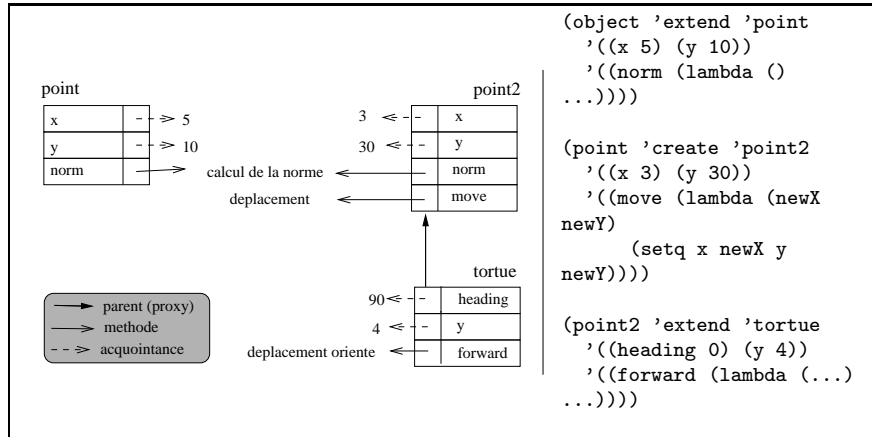 point
x
5
y
10
norm
calcul de la norme
deplacement
point2
3
x
30
y
norm
move
tortue
90
heading
4
y
deplacement oriente
forward
parent (proxy)
methode
acquointance
(object ’extend ’point
’((x 5) (y 10))
’((norm (lambda ()
...))))
(point ’create ’point2
’((x 3) (y 30))
’((move (lambda (newX
newY)
(setq x newX y
newY))))
(point2 ’extend ’tortue
’((heading 0) (y 4))
’((forward (lambda (...)
...))))